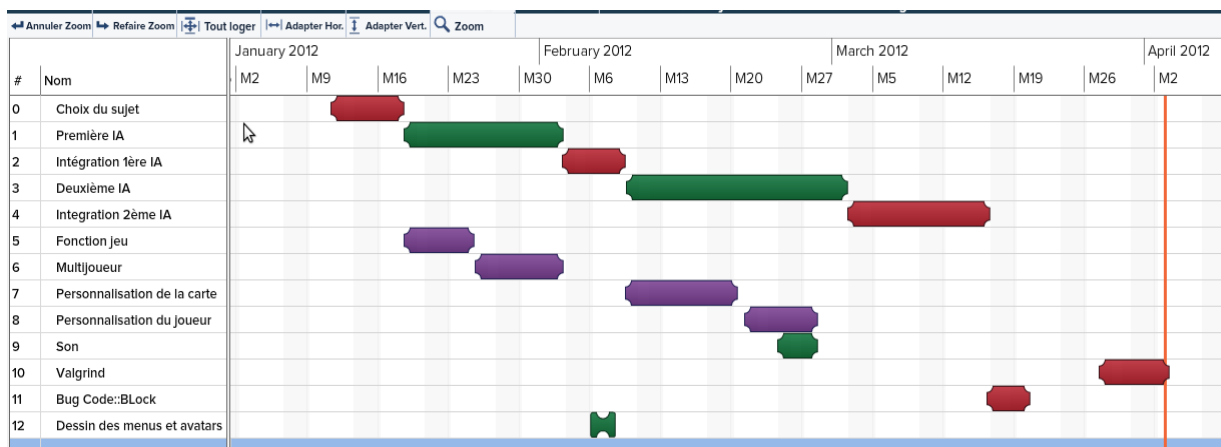 Annuler Zoom Refaire Zoom Tout loger Adapter Hor. Adapter Vert. Zoom
January 2012 February 2012 March 2012 April 2012
# Nom M2 M9 M16 M23 M30 M6 M13 M20 M27 M5 M12 M19 M26 M2
0 Choix du sujet
1 Première IA
2 Intégration 1ère IA
3 Deuxième IA
4 Integration 2ème IA
5 Fonction jeu
6 Multijoueur
7 Personnalisation de la carte
8 Personnalisation du joueur
9 Son
10 Valgrind
11 Bug Code::BLock
12 Dessin des menus et avatars